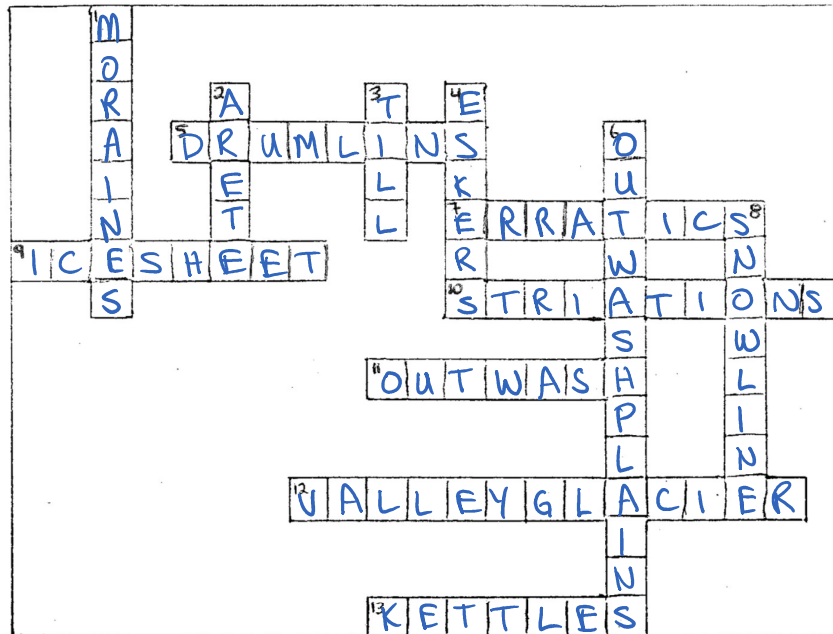 1 MORAINES
2 ARETE
3 TILL
4 ESKERS
5 DRUMLINS
6 OUTWASHPLAINS
7 ERRATICS
8 SNOWLINE
9 ICESHEET
10 STRIATIONS
11 OUTWASH
12 VALLEYGLACIER
13 KETTLES